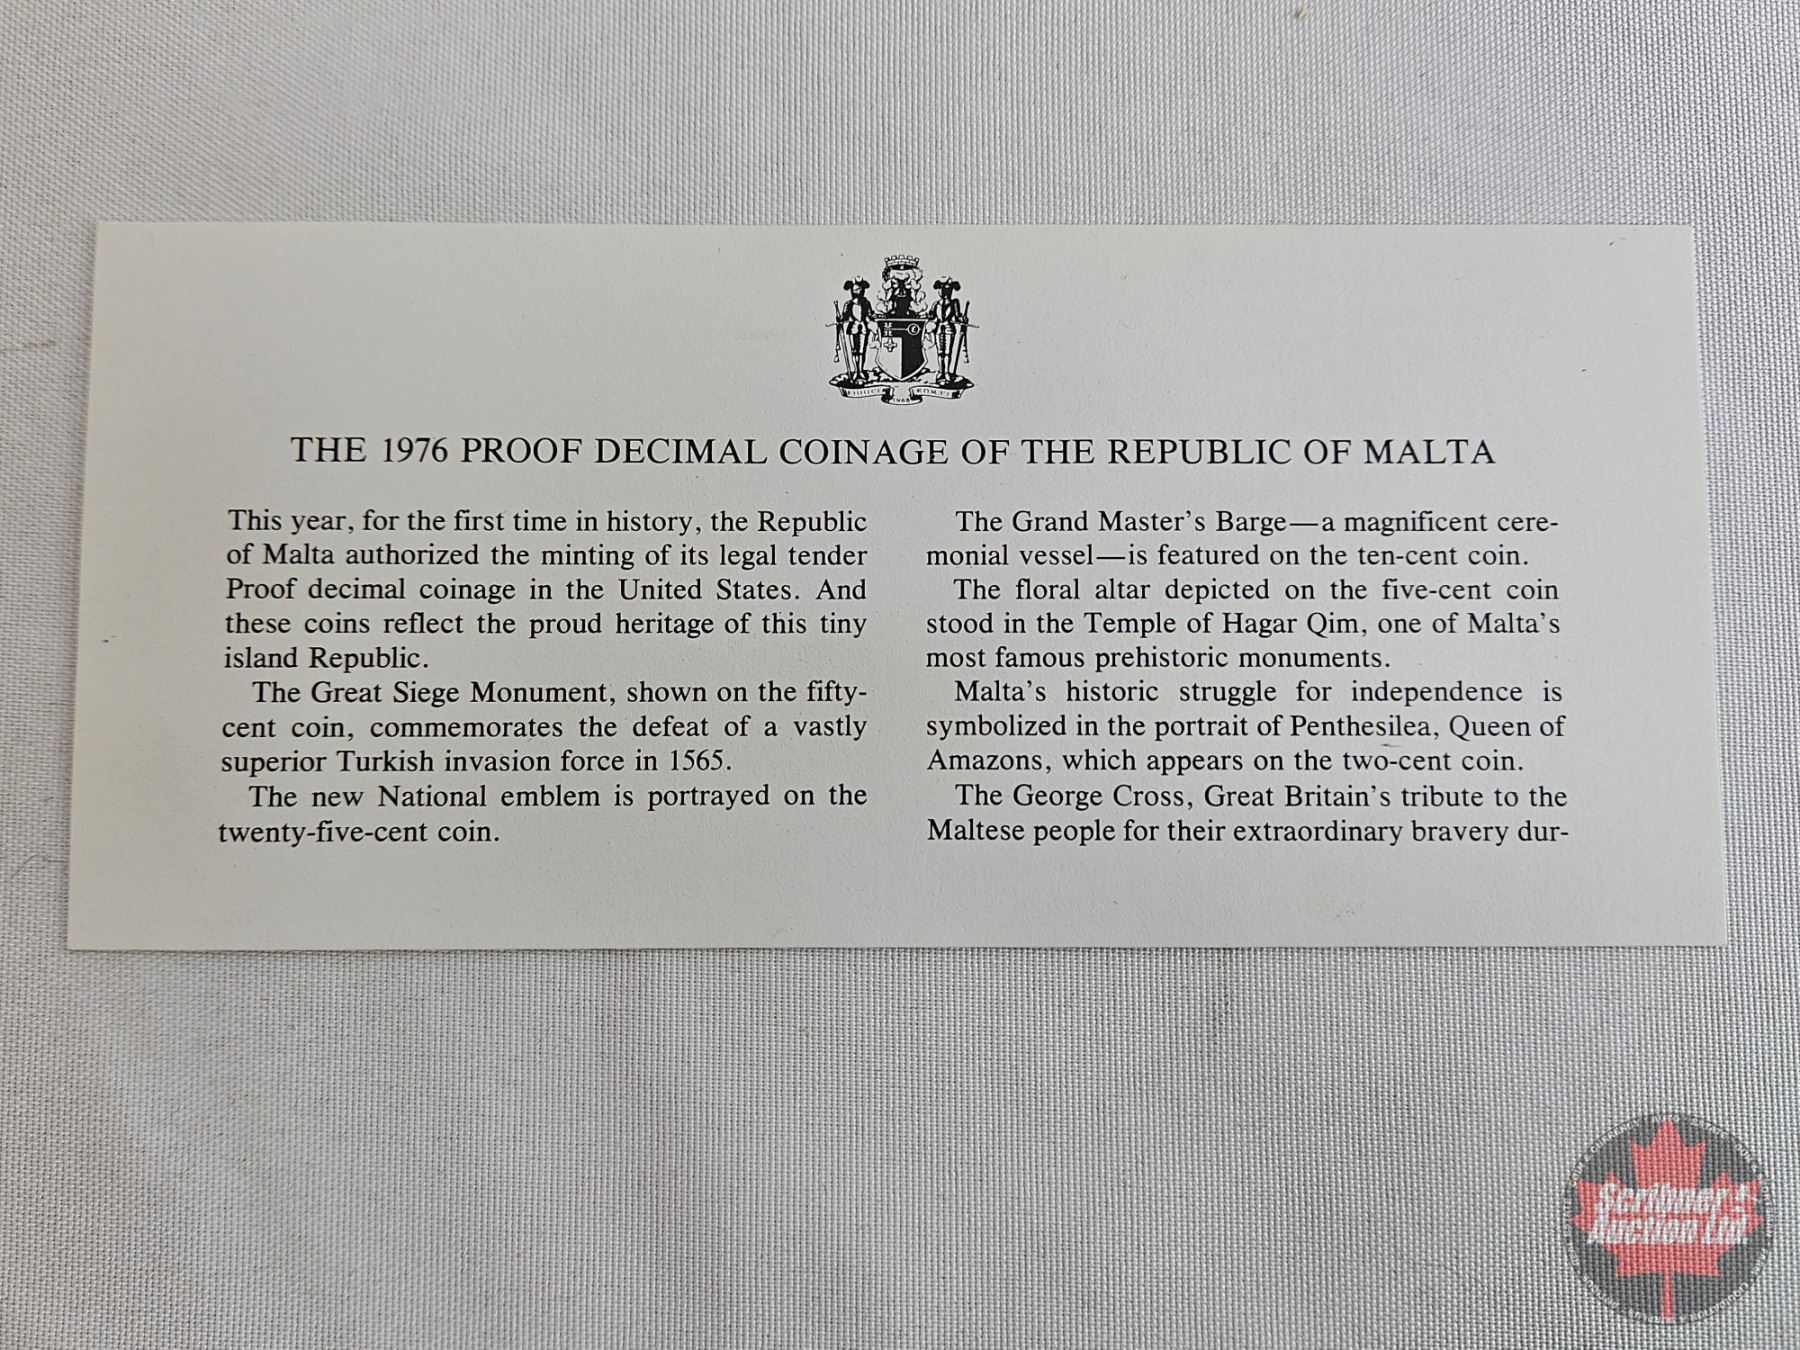 THE 1976 PROOF DECIMAL COINAGE OF THE REPUBLIC OF MALTA
This year, for the first time in history, the Republic
of Malta authorized the minting of its legal tender
Proof decimal coinage in the United States. And
these coins reflect the proud heritage of this tiny
island Republic.
The Great Siege Monument, shown on the fifty-
cent coin, commemorates the defeat of a vastly
superior Turkish invasion force in 1565.
The new National emblem is portrayed on the
twenty-five-cent coin.
The Grand Master's Barge—a magnificent cere-
monial vessel—is featured on the ten-cent coin.
The floral altar depicted on the five-cent coin
stood in the Temple of Hagar Qim, one of Malta's
most famous prehistoric monuments.
Malta's historic struggle for independence is
symbolized in the portrait of Penthesilea, Queen of
Amazons, which appears on the two-cent coin.
The George Cross, Great Britain's tribute to the
Maltese people for their extraordinary bravery dur-
Scribner
Auction Ltd.